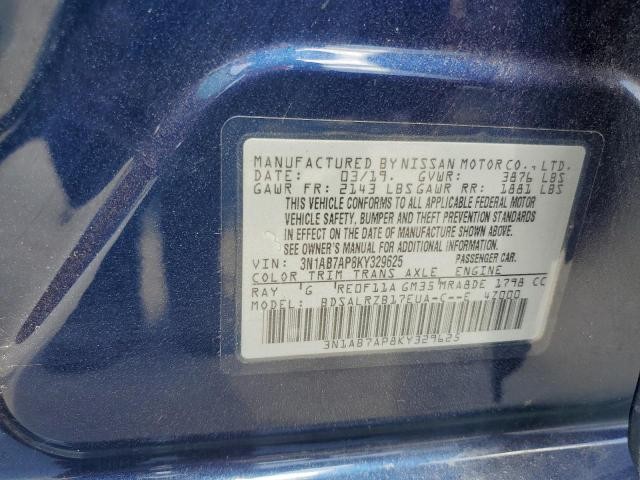 MANUFACTURED BY NISSAN MOTOR CO., LTD.
DATE: 03/19. GVWR: 3876 LBS
GAWR FR: 2143 LBS GAWR RR: 1881 LBS
THIS VEHICLE CONFORMS TO ALL APPLICABLE FEDERAL MOTOR
VEHICLE SAFETY, BUMPER AND THEFT PREVENTION STANDARDS
IN EFFECT ON THE DATE OF MANUFACTURE SHOWN ABOVE.
SEE OWNER'S MANUAL FOR ADDITIONAL INFORMATION.
VIN: 3N1AB7AP8KY329625 PASSENGER CAR.
COLOR TRIM TRANS AXLE ENGINE
RAY G RE0F11A GM35 MRA8DE 1798 CC
MODEL: BDSALRZB17EUA-C--E 4Z000
3N1AB7AP8KY329625